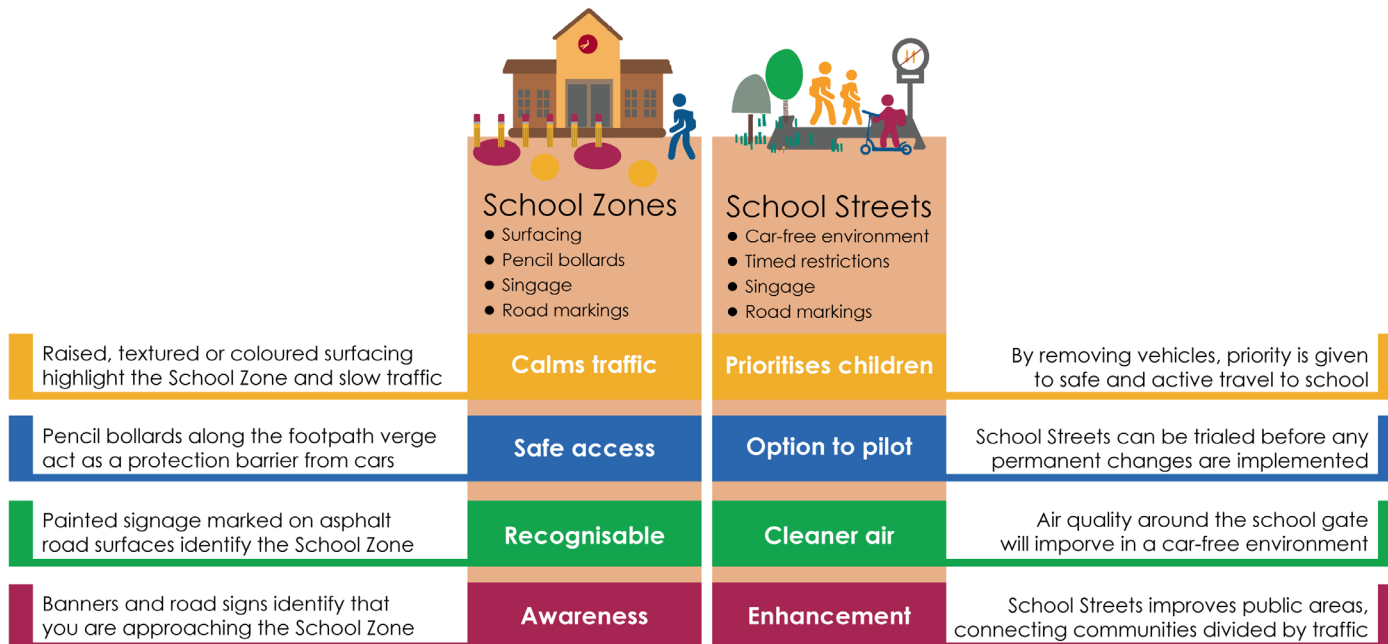 School Zones
● Surfacing
● Pencil bollards
● Singage
● Road markings
School Streets
● Car-free environment
● Timed restrictions
● Singage
● Road markings
Raised, textured or coloured surfacing
highlight the School Zone and slow traffic
Calms traffic
Prioritises children
By removing vehicles, priority is given
to safe and active travel to school
Pencil bollards along the footpath verge
act as a protection barrier from cars
Safe access
Option to pilot
School Streets can be trialed before any
permanent changes are implemented
Painted signage marked on asphalt
road surfaces identify the School Zone
Recognisable
Cleaner air
Air quality around the school gate
will imporve in a car-free environment
Banners and road signs identify that
you are approaching the School Zone
Awareness
Enhancement
School Streets improves public areas,
connecting communities divided by traffic